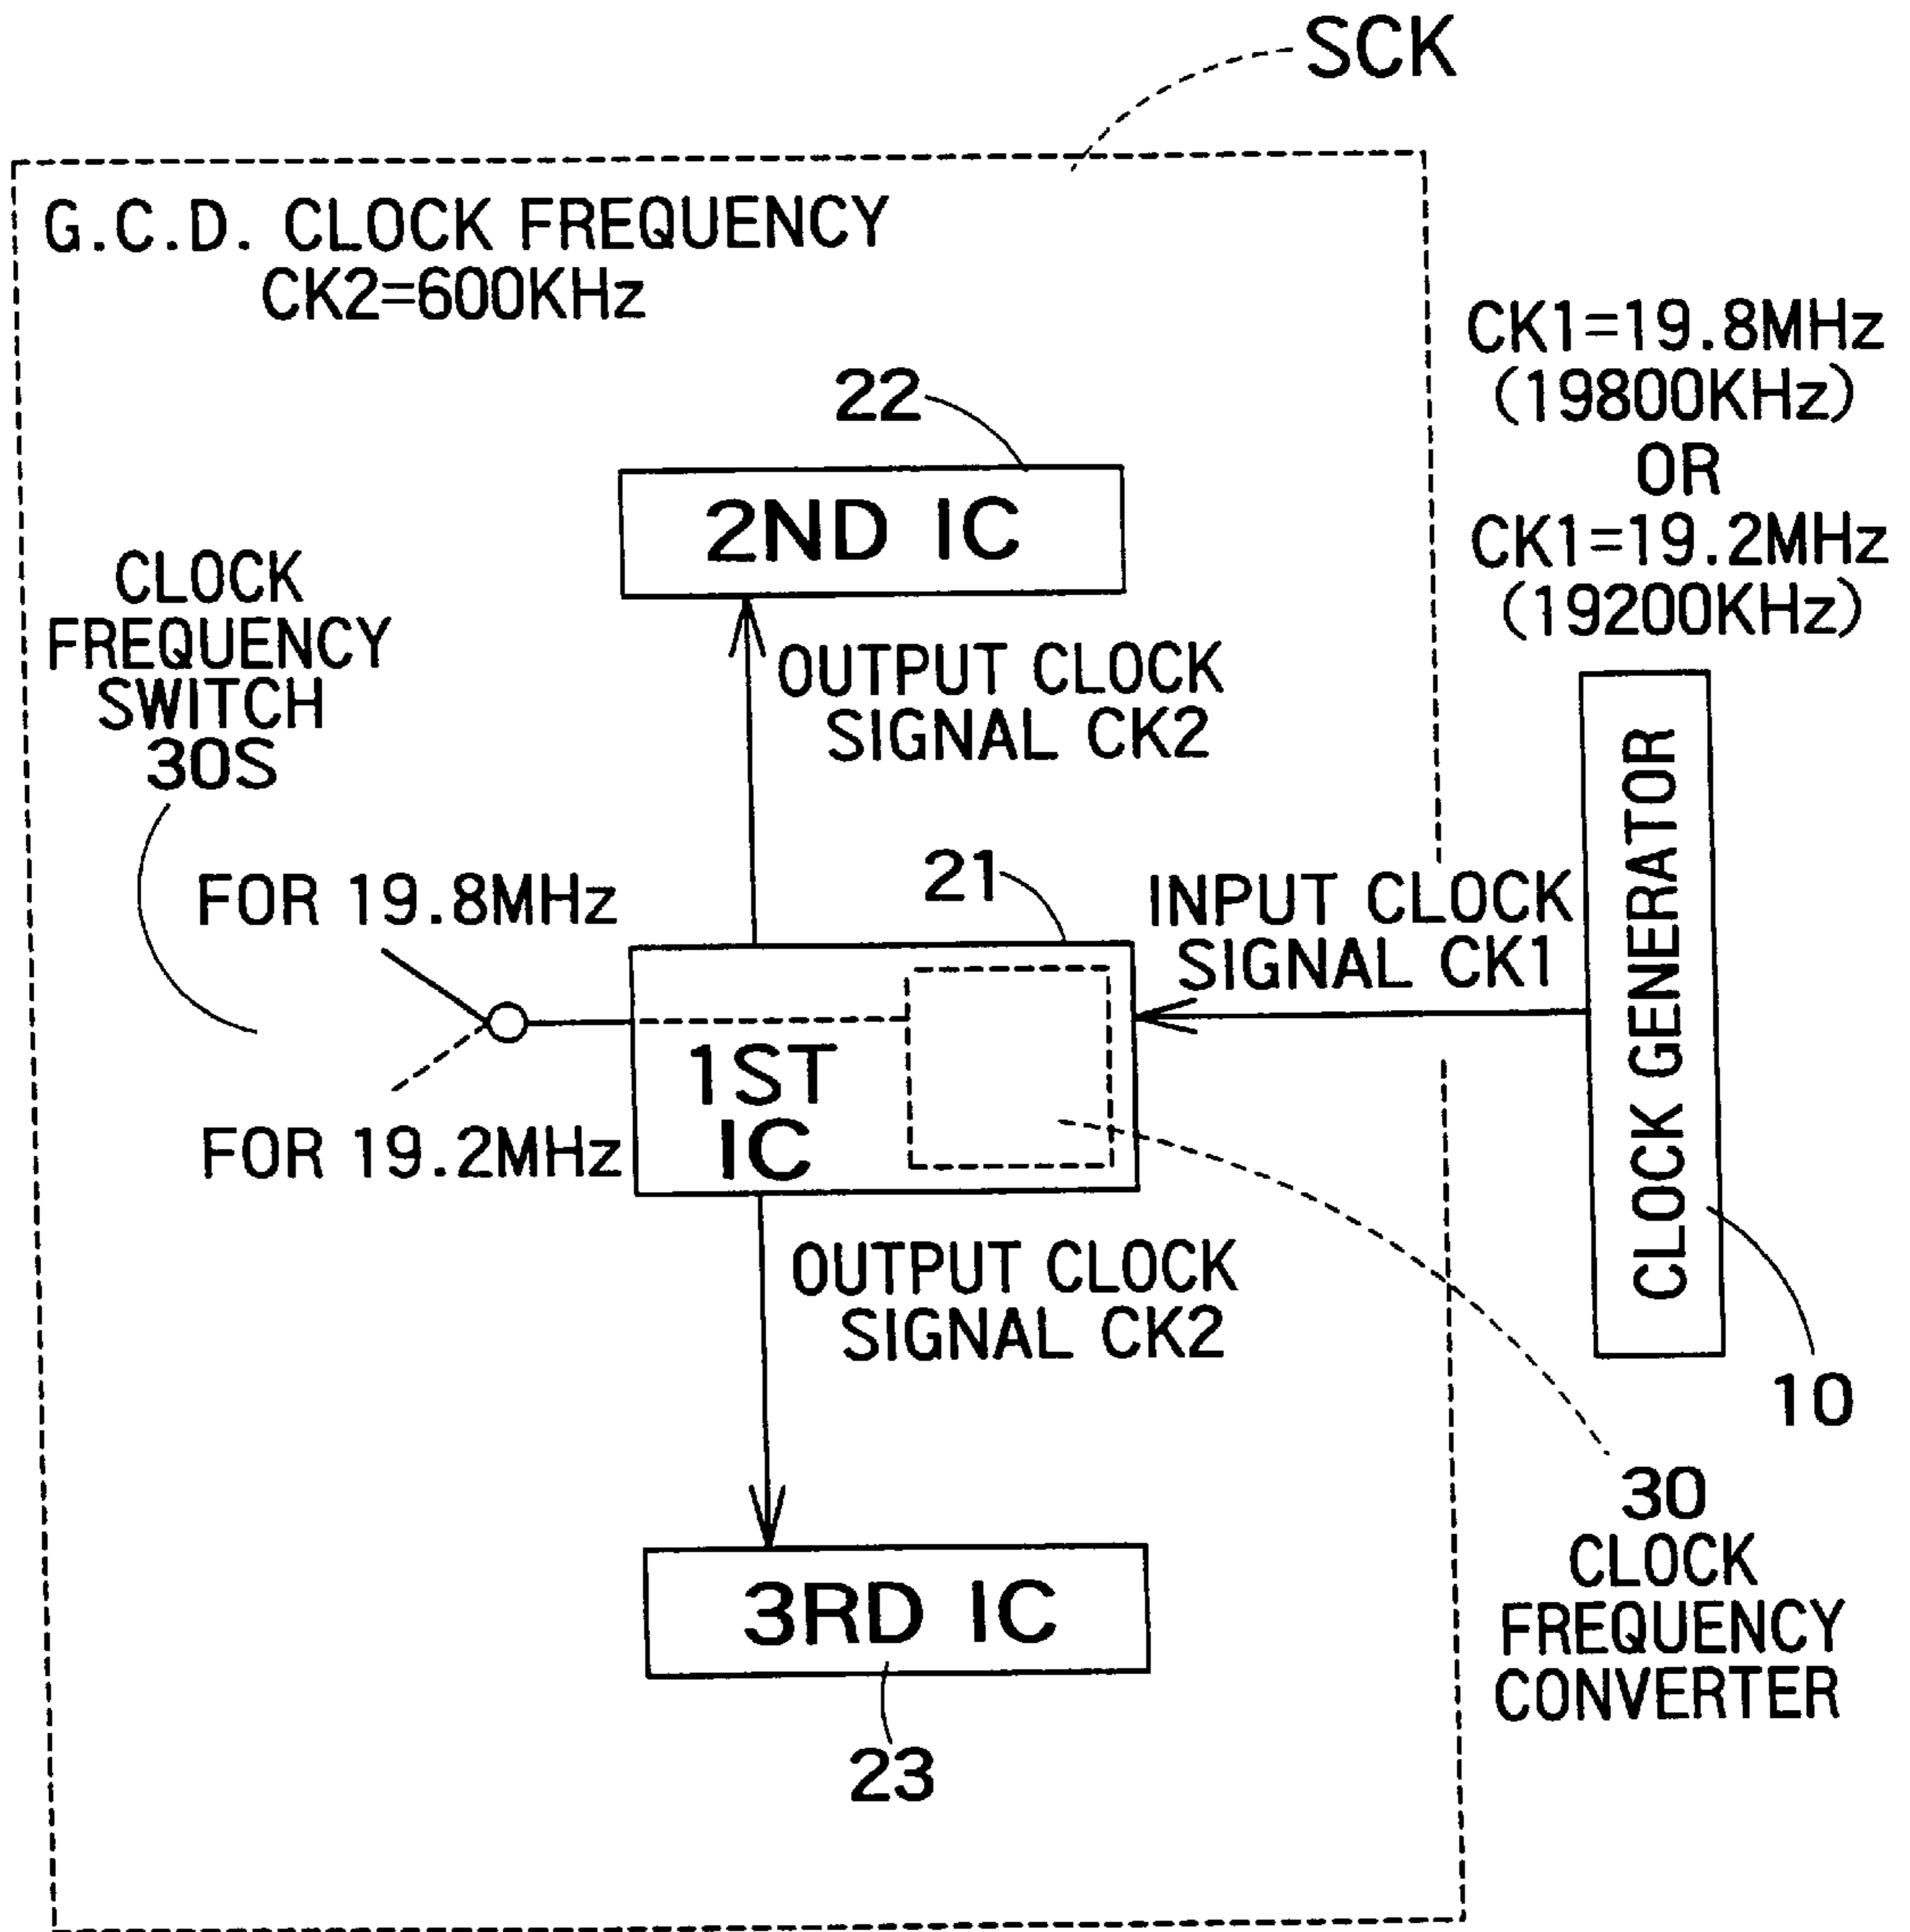 SCK
G.C.D. CLOCK FREQUENCY
CK2=600KHz
CK1=19.8MHz
(19800KHz)
OR
CK1=19.2MHz
(19200KHz)
22
2ND IC
CLOCK
FREQUENCY
SWITCH
30S
OUTPUT CLOCK
SIGNAL CK2
CLOCK GENERATOR
FOR 19.8MHz
21
INPUT CLOCK
SIGNAL CK1
1ST
IC
FOR 19.2MHz
OUTPUT CLOCK
SIGNAL CK2
10
30
CLOCK
FREQUENCY
CONVERTER
3RD IC
23